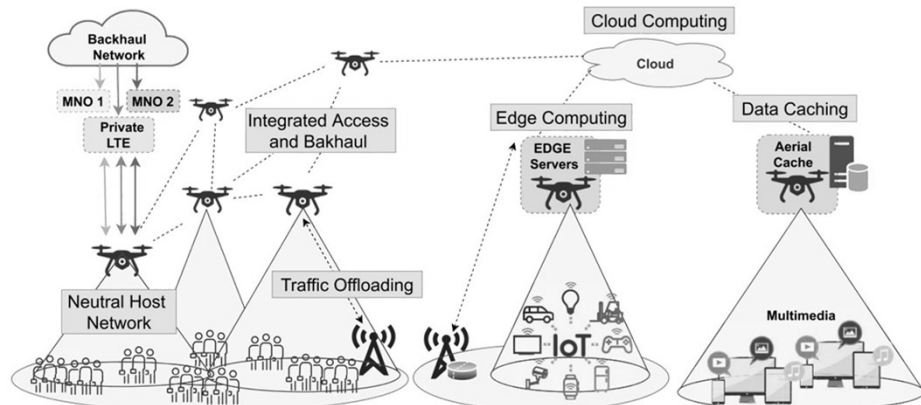 Cloud Computing
Backhaul
Network
Cloud
MNO 1
MNO 2
Private
LTE
Integrated Access
and Bakhaul
Edge Computing
Data Caching
EDGE
Servers
Aerial
Cache
Traffic Offloading
Neutral Host
Network
Multimedia
IoT